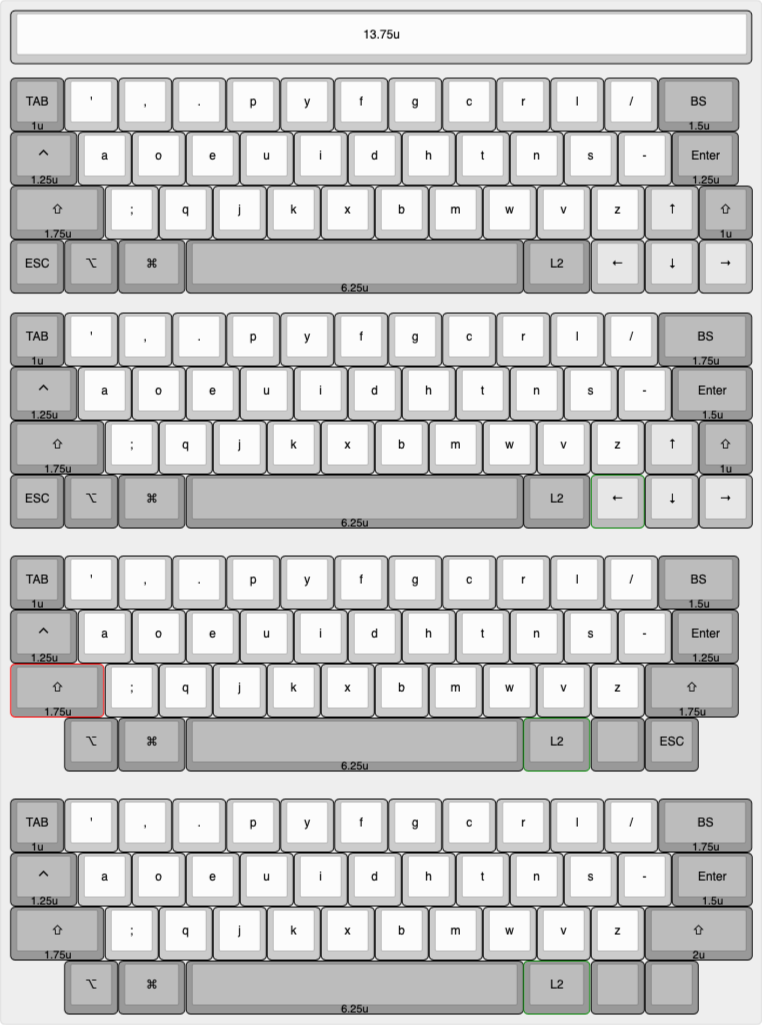 13.75u
TAB ' , . p y f g c r l / BS
1u 1.5u
^ a o e u i d h t n s - Enter
1.25u 1.25u
⇧ ; q j k x b m w v z ↑ ⇧
1.75u 1u
ESC ⌥ ⌘ L2 ← ↓ →
6.25u
TAB ' , . p y f g c r l / BS
1u 1.75u
^ a o e u i d h t n s - Enter
1.25u 1.5u
⇧ ; q j k x b m w v z ↑ ⇧
1.75u 1u
ESC ⌥ ⌘ L2 ← ↓ →
6.25u
TAB ' , . p y f g c r l / BS
1u 1.5u
^ a o e u i d h t n s - Enter
1.25u 1.25u
⇧ ; q j k x b m w v z ⇧
1.75u 1.75u
⌥ ⌘ L2 ESC
6.25u
TAB ' , . p y f g c r l / BS
1u 1.75u
^ a o e u i d h t n s - Enter
1.25u 1.5u
⇧ ; q j k x b m w v z ⇧
1.75u 2u
⌥ ⌘ L2
6.25u